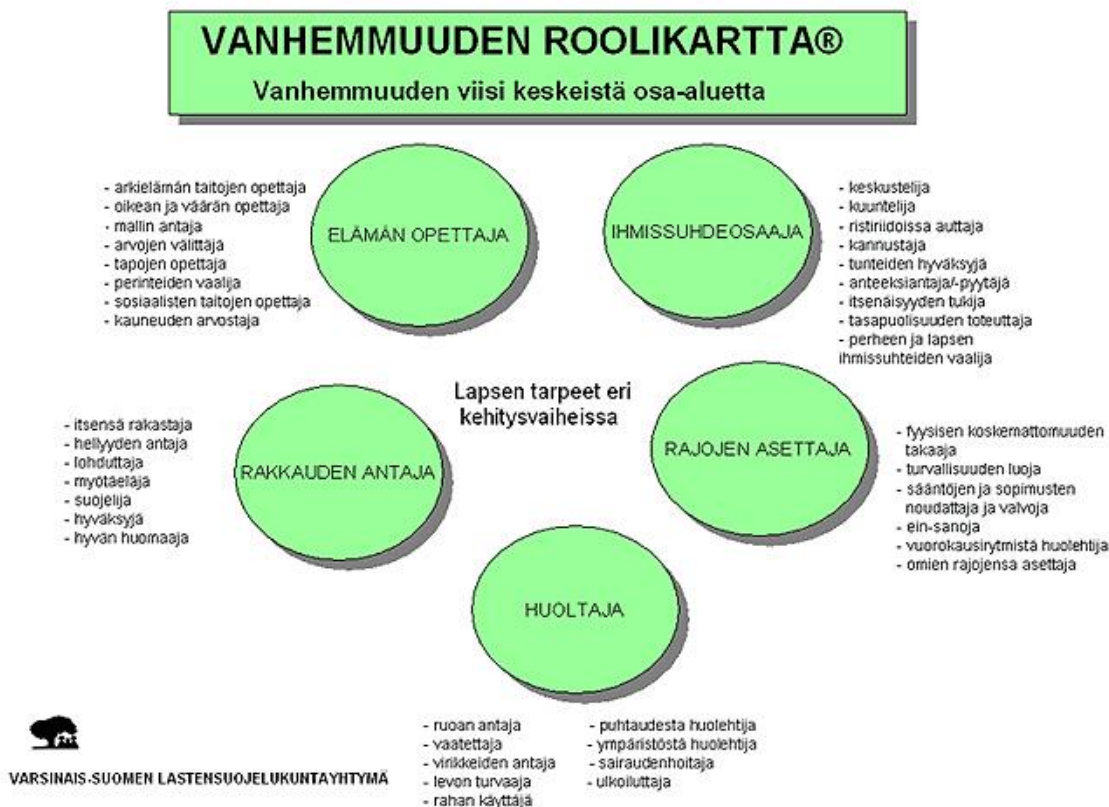 VANHEMMUUDEN ROOLIKARTTA®
Vanhemmuuden viisi keskeistä osa-aluetta
- arkielämän taitojen opettaja
- oikean ja väärän opettaja
- mallin antaja
- arvojen välittäjä
- tapojen opettaja
- perinteiden vaalija
- sosiaalisten taitojen opettaja
- kauneuden arvostaja
ELÄMÄN OPETTAJA
IHMISSUHDEOSAAJA
- keskustelija
- kuuntelija
- ristiriidoissa auttaja
- kannustaja
- tunteiden hyväksyjä
- anteeksiantaja/-pyytäjä
- itsenäisyyden tukija
- tasapuolisuuden toteuttaja
- perheen ja lapsen
ihmissuhteiden vaalija
Lapsen tarpeet eri
kehitysvaiheissa
- itsensä rakastaja
- hellyyden antaja
- lohduttaja
- myötäeläjä
- suojelija
- hyväksyjä
- hyvän huomaaja
RAKKAUDEN ANTAJA
RAJOJEN ASETTAJA
- fyysisen koskemattomuuden
takaaja
- turvallisuuden luoja
- sääntöjen ja sopimusten
noudattaja ja valvoja
- ein-sanoja
- vuorokausirytmistä huolehtija
- omien rajojensa asettaja
HUOLTAJA
- ruoan antaja
- vaatettaja
- virikkeiden antaja
- levon turvaaja
- rahan käyttäjä
- puhtaudesta huolehtija
- ympäristöstä huolehtija
- sairaudenhoitaja
- ulkoiluttaja
VARSINAIS-SUOMEN LASTENSUOJELUKUNTAYHTYMÄ